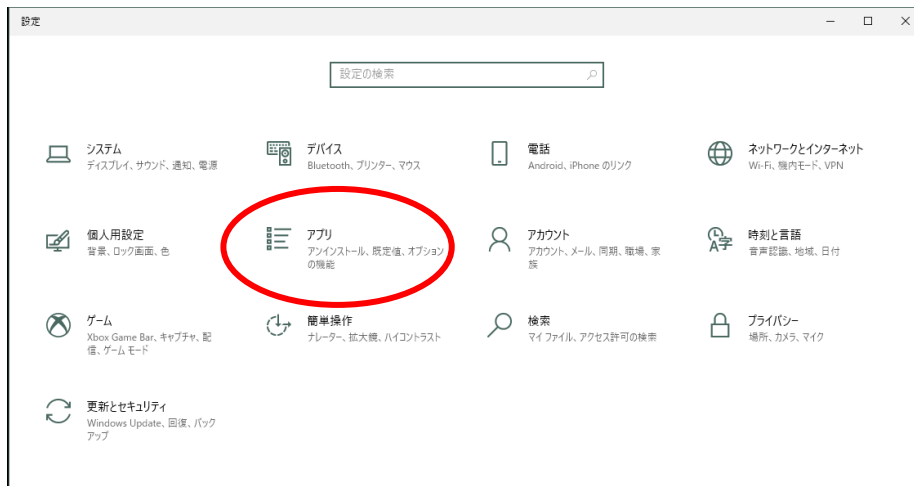 設定
設定の検索
システム
ディスプレイ、サウンド、通知、電源
デバイス
Bluetooth、プリンター、マウス
電話
Android、iPhone のリンク
ネットワークとインターネット
Wi-Fi、機内モード、VPN
個人用設定
背景、ロック画面、色
アプリ
アンインストール、既定値、オプション
の機能
アカウント
アカウント、メール、同期、職場、家
族
時刻と言語
音声認識、地域、日付
ゲーム
Xbox Game Bar、キャプチャ、配
信、ゲーム モード
簡単操作
ナレーター、拡大鏡、ハイコントラスト
検索
マイ ファイル、アクセス許可の検索
プライバシー
場所、カメラ、マイク
更新とセキュリティ
Windows Update、回復、バック
アップ